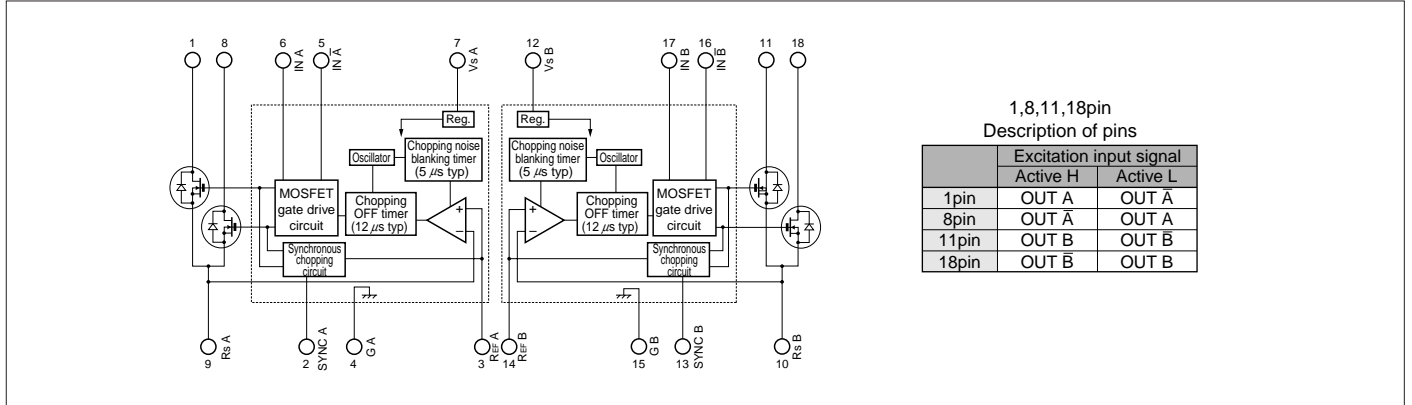 1
8
6
5
7
12
17
16
11
18
IN A
IN A̅
Vs A
Vs B
IN B
IN B̅
Reg.
Reg.
Oscillator
Chopping noise
blanking timer
(5 μs typ)
Chopping noise
blanking timer
(5 μs typ)
Oscillator
MOSFET
gate drive
circuit
Chopping
OFF timer
(12 μs typ)
+
−
+
−
Chopping
OFF timer
(12 μs typ)
MOSFET
gate drive
circuit
Synchronous
chopping
circuit
Synchronous
chopping
circuit
Rs A
SYNC A
G A
REF A
REF B
G B
SYNC B
Rs B
9
2
4
3
14
15
13
10
1,8,11,18pin
Description of pins
Excitation input signal
Active H Active L
1pin OUT A OUT A̅
8pin OUT A̅ OUT A
11pin OUT B OUT B̅
18pin OUT B̅ OUT B